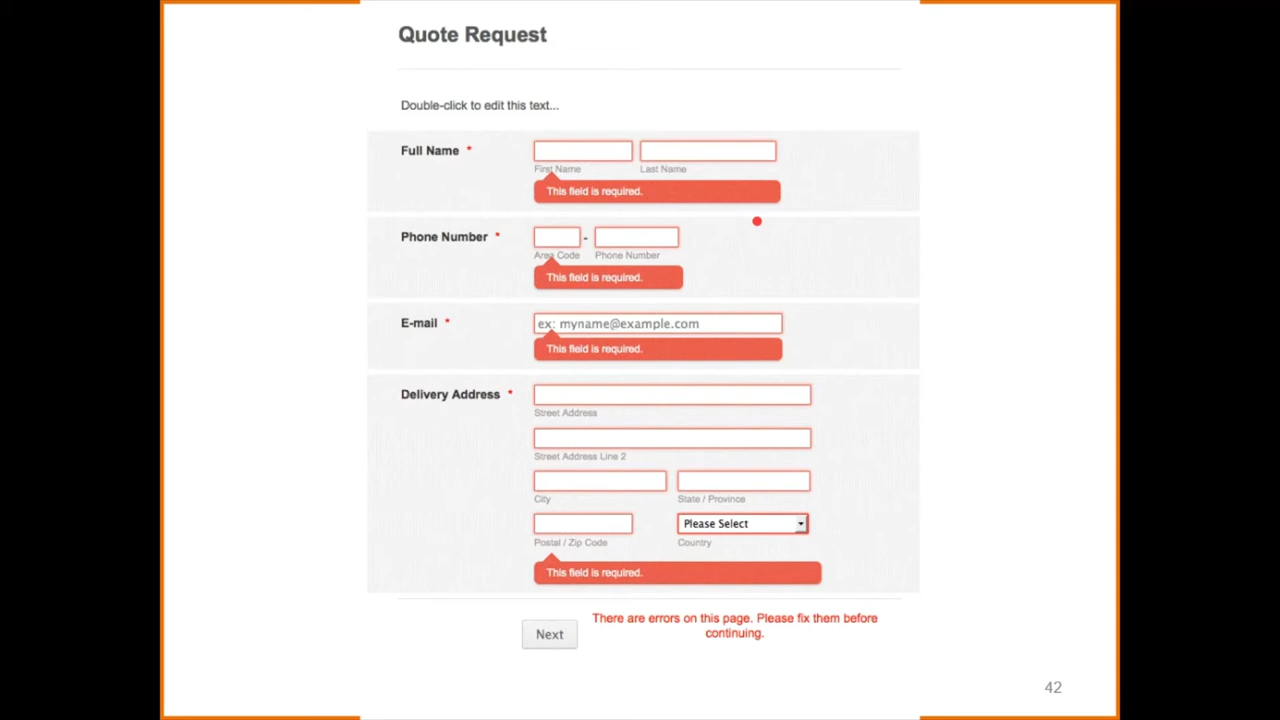 Quote Request
Double-click to edit this text...
Full Name *
First Name Last Name
This field is required.
Phone Number * -
Area Code Phone Number
This field is required.
E-mail * ex: myname@example.com
This field is required.
Delivery Address *
Street Address
Street Address Line 2
City State / Province
Please Select
Postal / Zip Code Country
This field is required.
There are errors on this page. Please fix them before
continuing.
Next
42